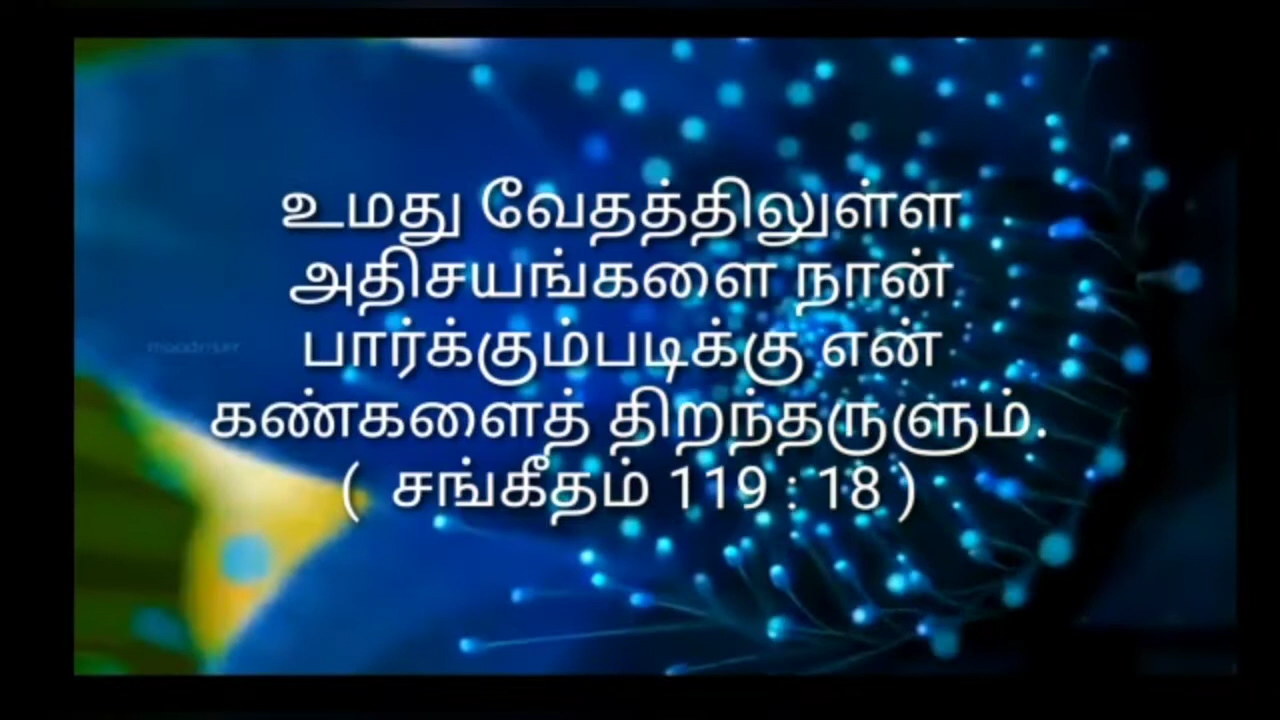 உமது வேதத்திலுள்ள
அதிசயங்களை நான்
பார்க்கும்படிக்கு என்
கண்களைத் திறந்தருளும்.
( சங்கீதம் 119 : 18 )